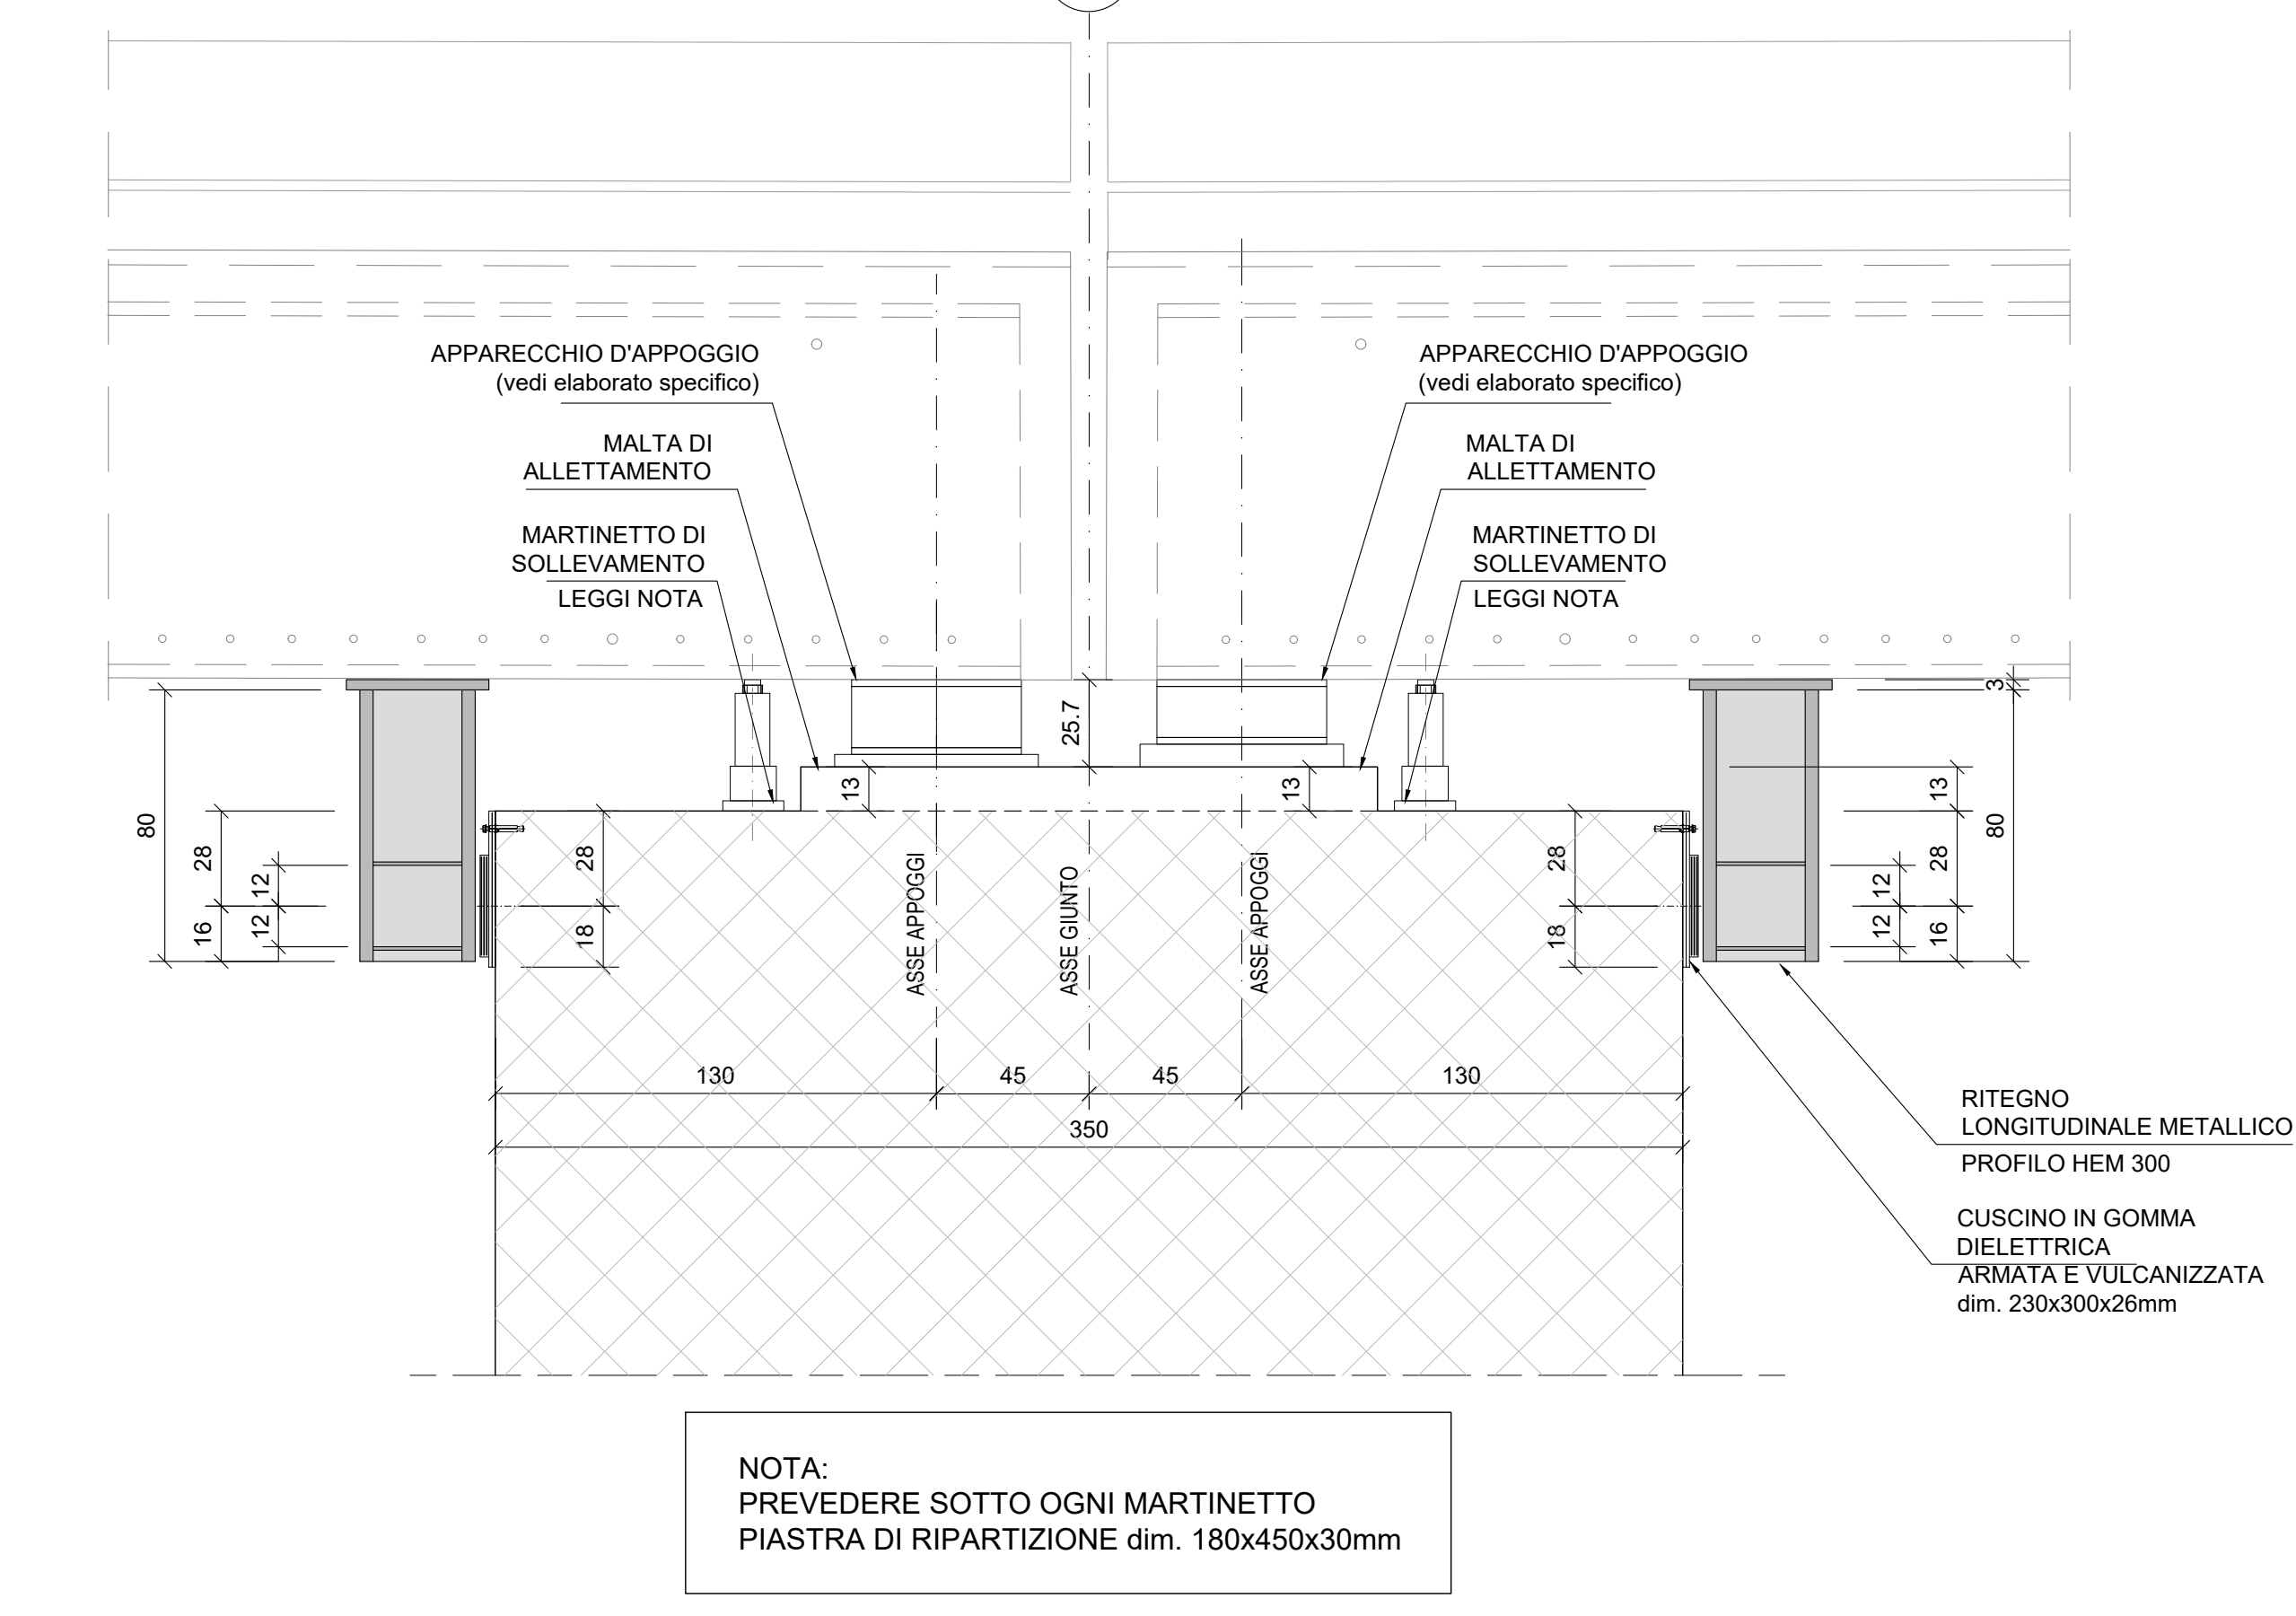 APPARECCHIO D'APPOGGIO
(vedi elaborato specifico)
MALTA DI
ALLETTAMENTO
MARTINETTO DI
SOLLEVAMENTO
LEGGI NOTA
APPARECCHIO D'APPOGGIO
(vedi elaborato specifico)
MALTA DI
ALLETTAMENTO
MARTINETTO DI
SOLLEVAMENTO
LEGGI NOTA
80
28
16
12
12
28
18
13
25.7
13
28
18
3
13
80
28
16
12
12
ASSE APPOGGI
ASSE GIUNTO
ASSE APPOGGI
130
45
45
130
350
RITEGNO
LONGITUDINALE METALLICO
PROFILO HEM 300
CUSCINO IN GOMMA
DIELETTRICA
ARMATA E VULCANIZZATA
dim. 230x300x26mm
NOTA:
PREVEDERE SOTTO OGNI MARTINETTO
PIASTRA DI RIPARTIZIONE dim. 180x450x30mm